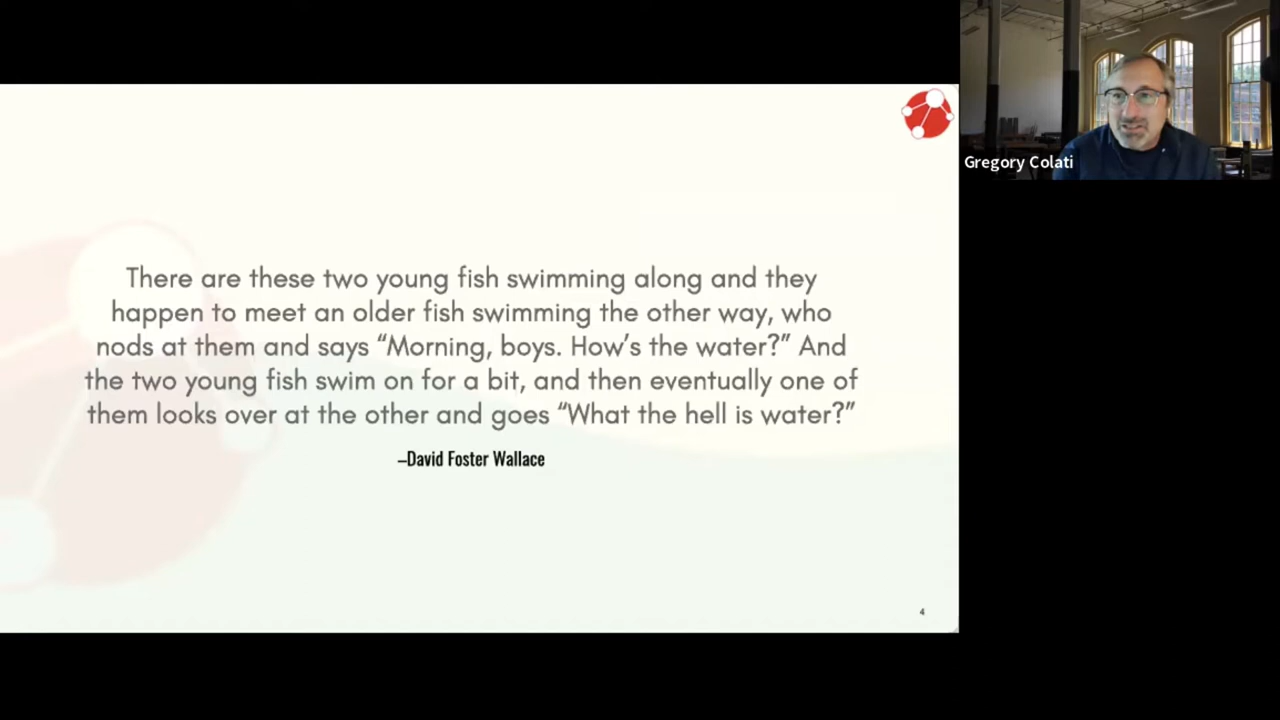 There are these two young fish swimming along and they
happen to meet an older fish swimming the other way, who
nods at them and says “Morning, boys. How’s the water?” And
the two young fish swim on for a bit, and then eventually one of
them looks over at the other and goes “What the hell is water?”
–David Foster Wallace
4
Gregory Colati